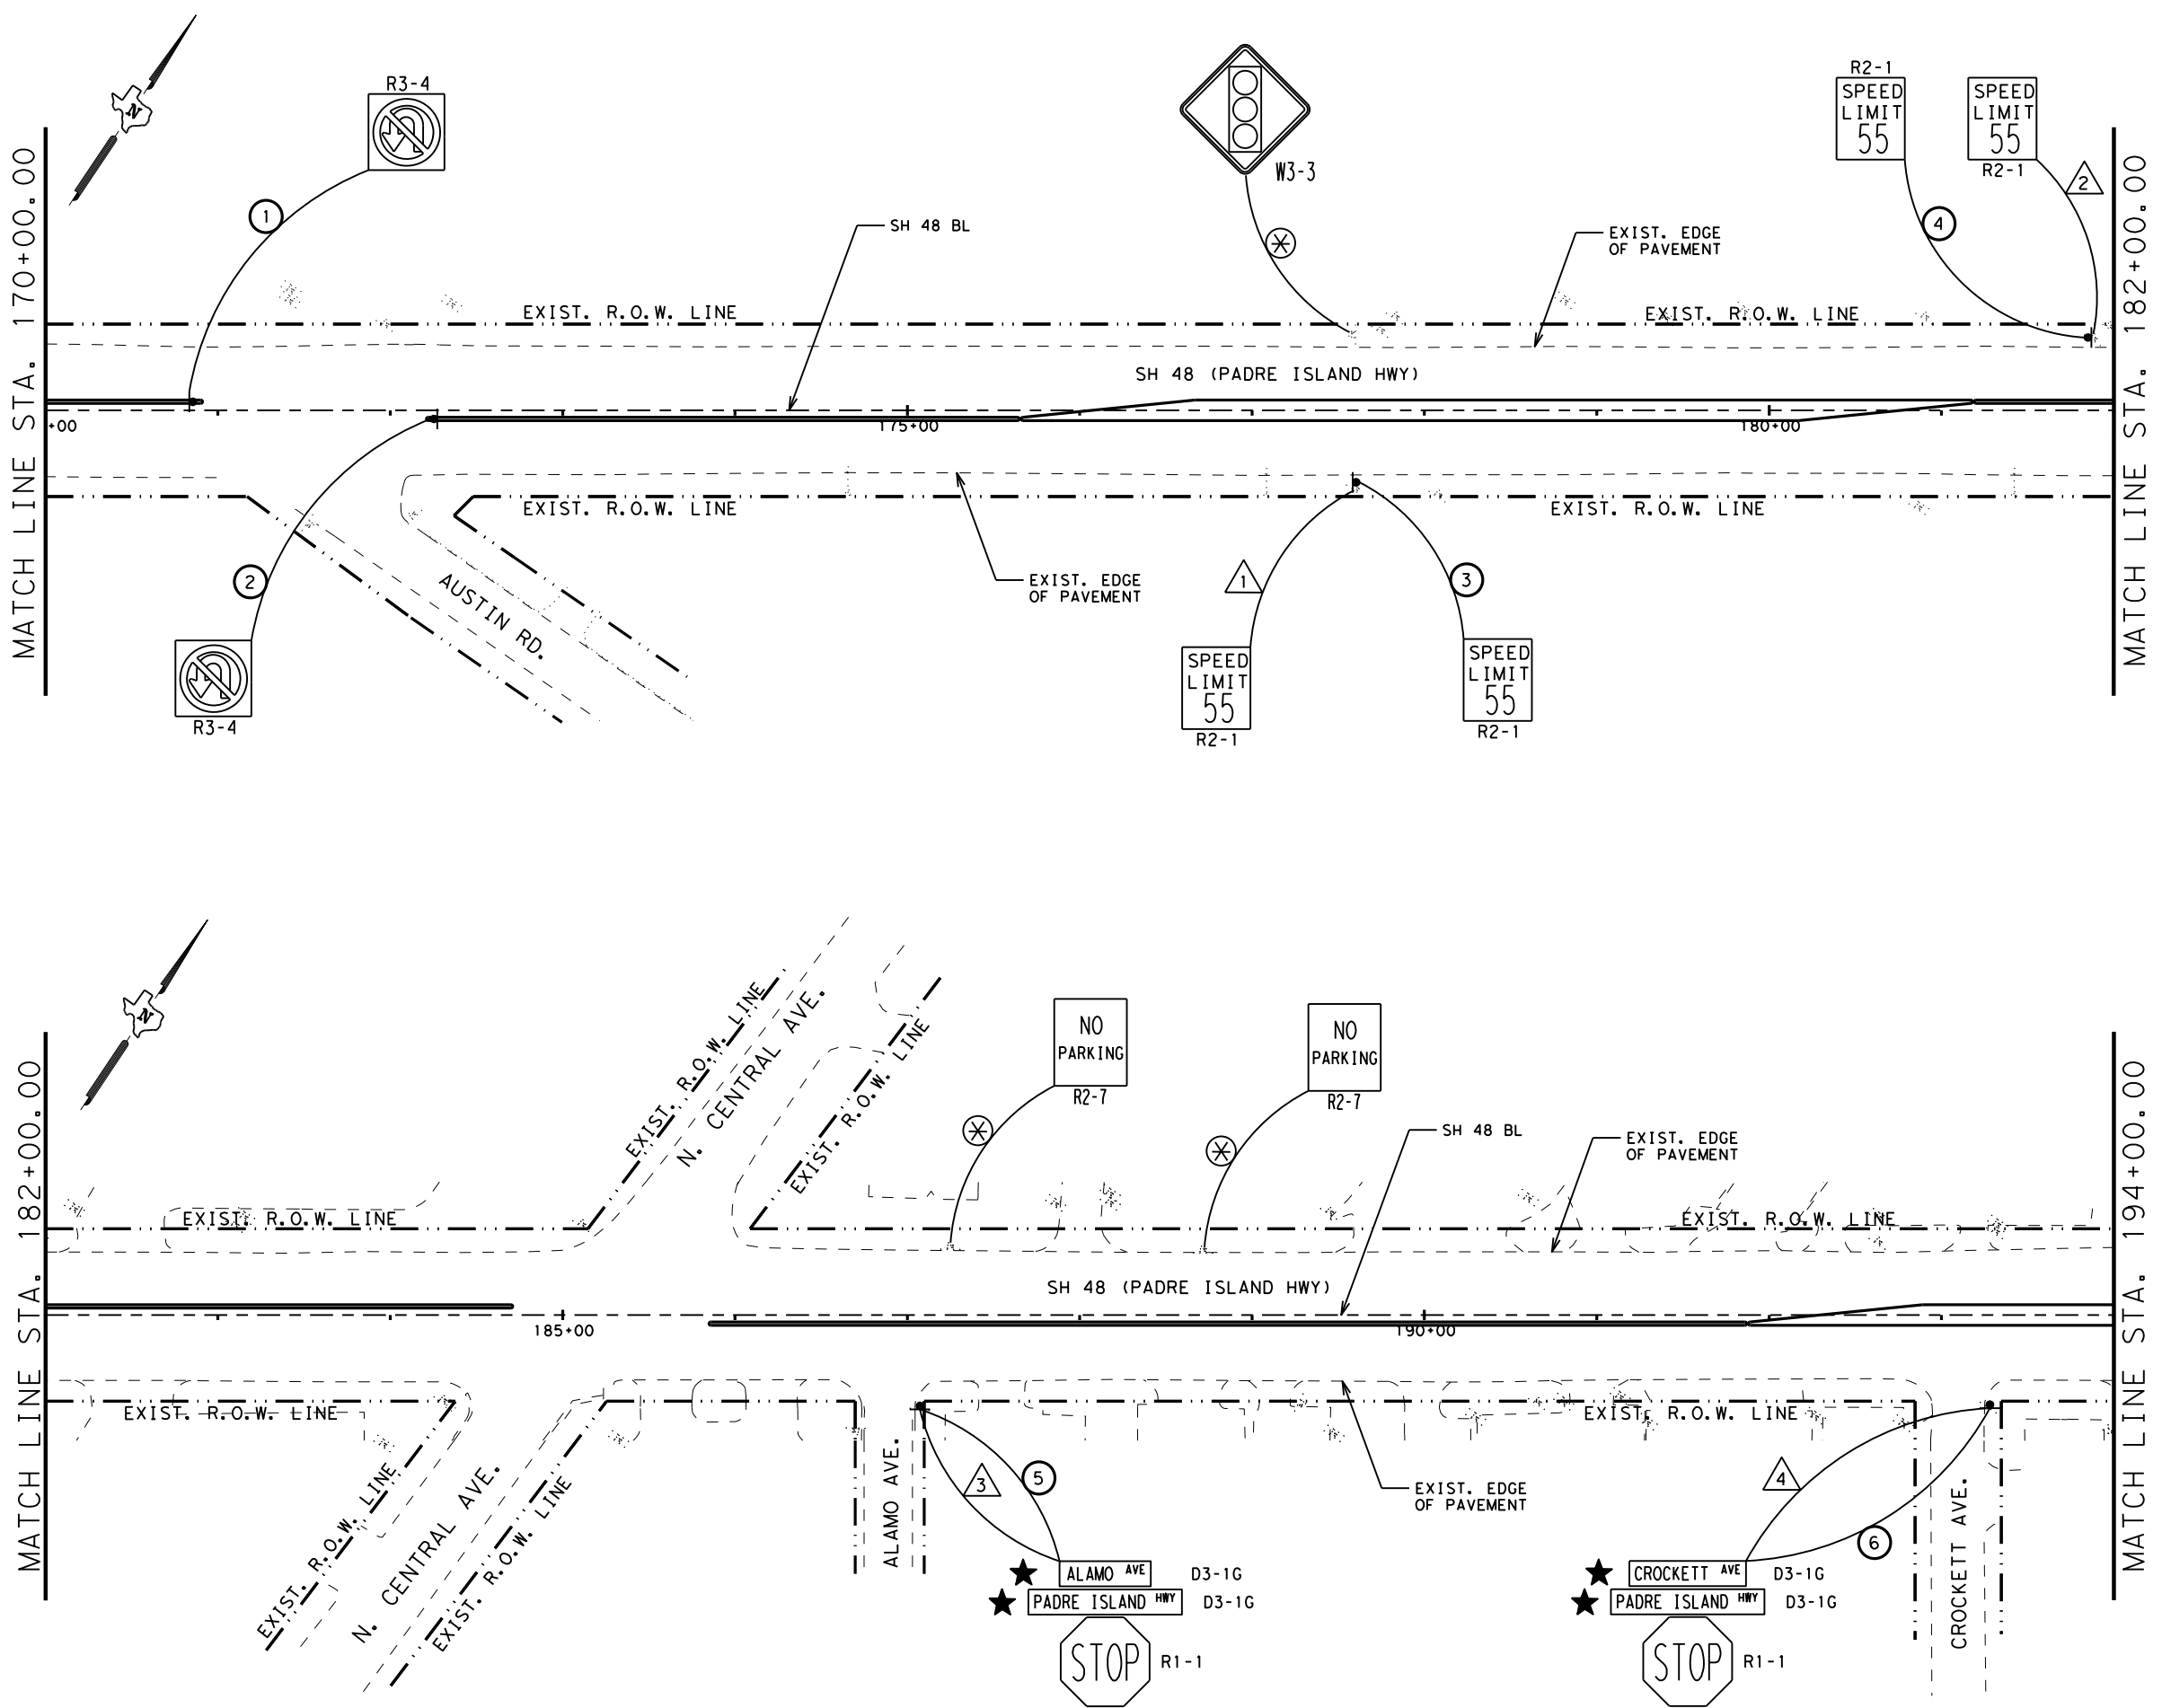 R3-4
N
1
MATCH LINE STA. 170+00.00
W3-3
R2-1
SPEED
LIMIT
55
SPEED
LIMIT
55
R2-1
2
4
MATCH LINE STA. 182+00.00
SH 48 BL
EXIST. EDGE
OF PAVEMENT
EXIST. R.O.W. LINE
EXIST. R.O.W. LINE
SH 48 (PADRE ISLAND HWY)
+00
175+00
180+00
EXIST. R.O.W. LINE
EXIST. R.O.W. LINE
2
AUSTIN RD.
EXIST. EDGE
OF PAVEMENT
1
3
R3-4
SPEED
LIMIT
55
R2-1
SPEED
LIMIT
55
R2-1
N
MATCH LINE STA. 182+00.00
EXIST. R.O.W. LINE
N. CENTRAL AVE.
EXIST. R.O.W. LINE
NO
PARKING
R2-7
NO
PARKING
R2-7
SH 48 BL
EXIST. EDGE
OF PAVEMENT
MATCH LINE STA. 194+00.00
EXIST. R.O.W. LINE
EXIST. R.O.W. LINE
SH 48 (PADRE ISLAND HWY)
185+00
190+00
EXIST. R.O.W. LINE
EXIST. R.O.W. LINE
EXIST. R.O.W. LINE
N. CENTRAL AVE.
EXIST. R.O.W. LINE
ALAMO AVE.
3
5
EXIST. EDGE
OF PAVEMENT
4
6
CROCKETT AVE.
ALAMO AVE D3-1G
PADRE ISLAND HWY D3-1G
STOP R1-1
CROCKETT AVE D3-1G
PADRE ISLAND HWY D3-1G
STOP R1-1